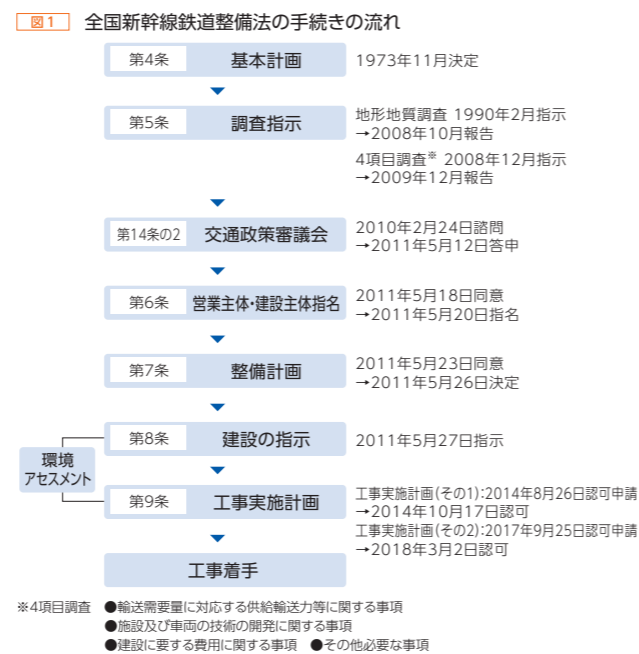 図1 全国新幹線鉄道整備法の手続きの流れ
第4条 基本計画 1973年11月決定
第5条 調査指示 地形地質調査 1990年2月指示
→2008年10月報告
4項目調査※ 2008年12月指示
→2009年12月報告
第14条の2 交通政策審議会 2010年2月24日諮問
→2011年5月12日答申
第6条 営業主体・建設主体指名 2011年5月18日同意
→2011年5月20日指名
第7条 整備計画 2011年5月23日同意
→2011年5月26日決定
第8条 建設の指示 2011年5月27日指示
環境
アセスメント
第9条 工事実施計画 工事実施計画(その1):2014年8月26日認可申請
→2014年10月17日認可
工事実施計画(その2):2017年9月25日認可申請
→2018年3月2日認可
工事着手
※4項目調査 ●輸送需要量に対応する供給輸送力等に関する事項
●施設及び車両の技術の開発に関する事項
●建設に要する費用に関する事項 ●その他必要な事項